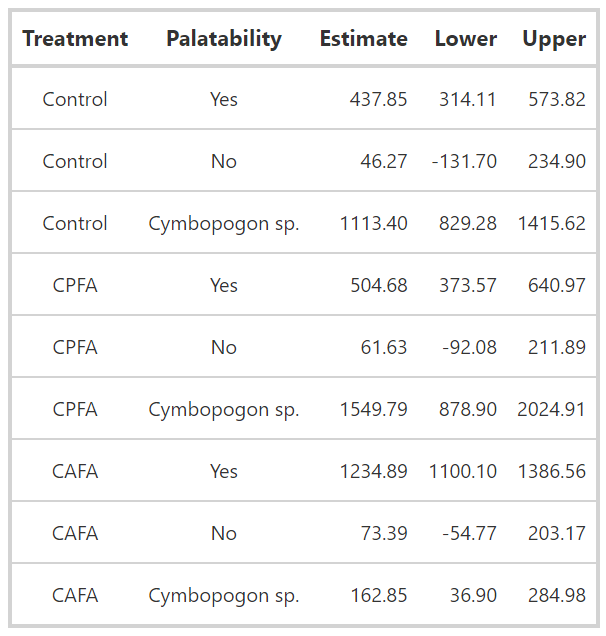 Treatment Palatability Estimate Lower Upper
Control Yes 437.85 314.11 573.82
Control No 46.27 -131.70 234.90
Control Cymbopogon sp. 1113.40 829.28 1415.62
CPFA Yes 504.68 373.57 640.97
CPFA No 61.63 -92.08 211.89
CPFA Cymbopogon sp. 1549.79 878.90 2024.91
CAFA Yes 1234.89 1100.10 1386.56
CAFA No 73.39 -54.77 203.17
CAFA Cymbopogon sp. 162.85 36.90 284.98